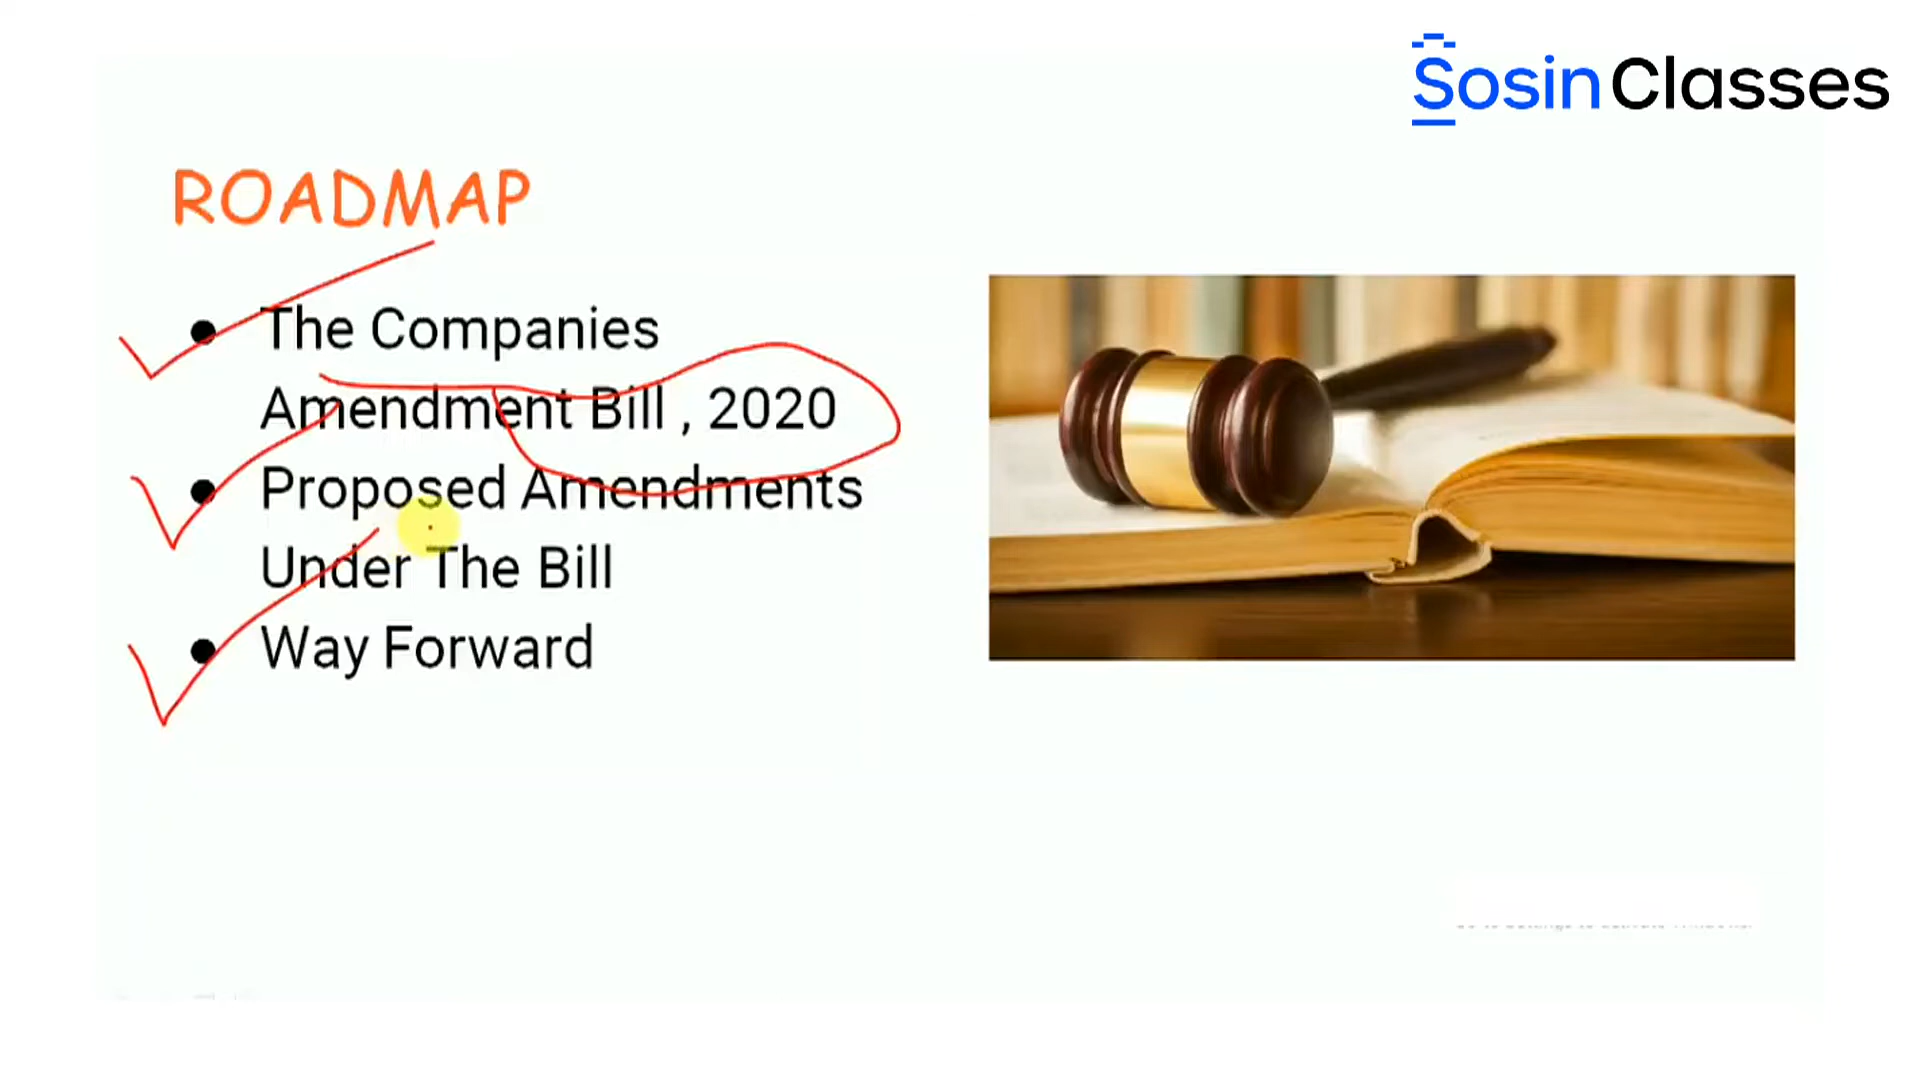 Sosin Classes
ROADMAP
● The Companies
Amendment Bill , 2020
● Proposed Amendments
Under The Bill
● Way Forward